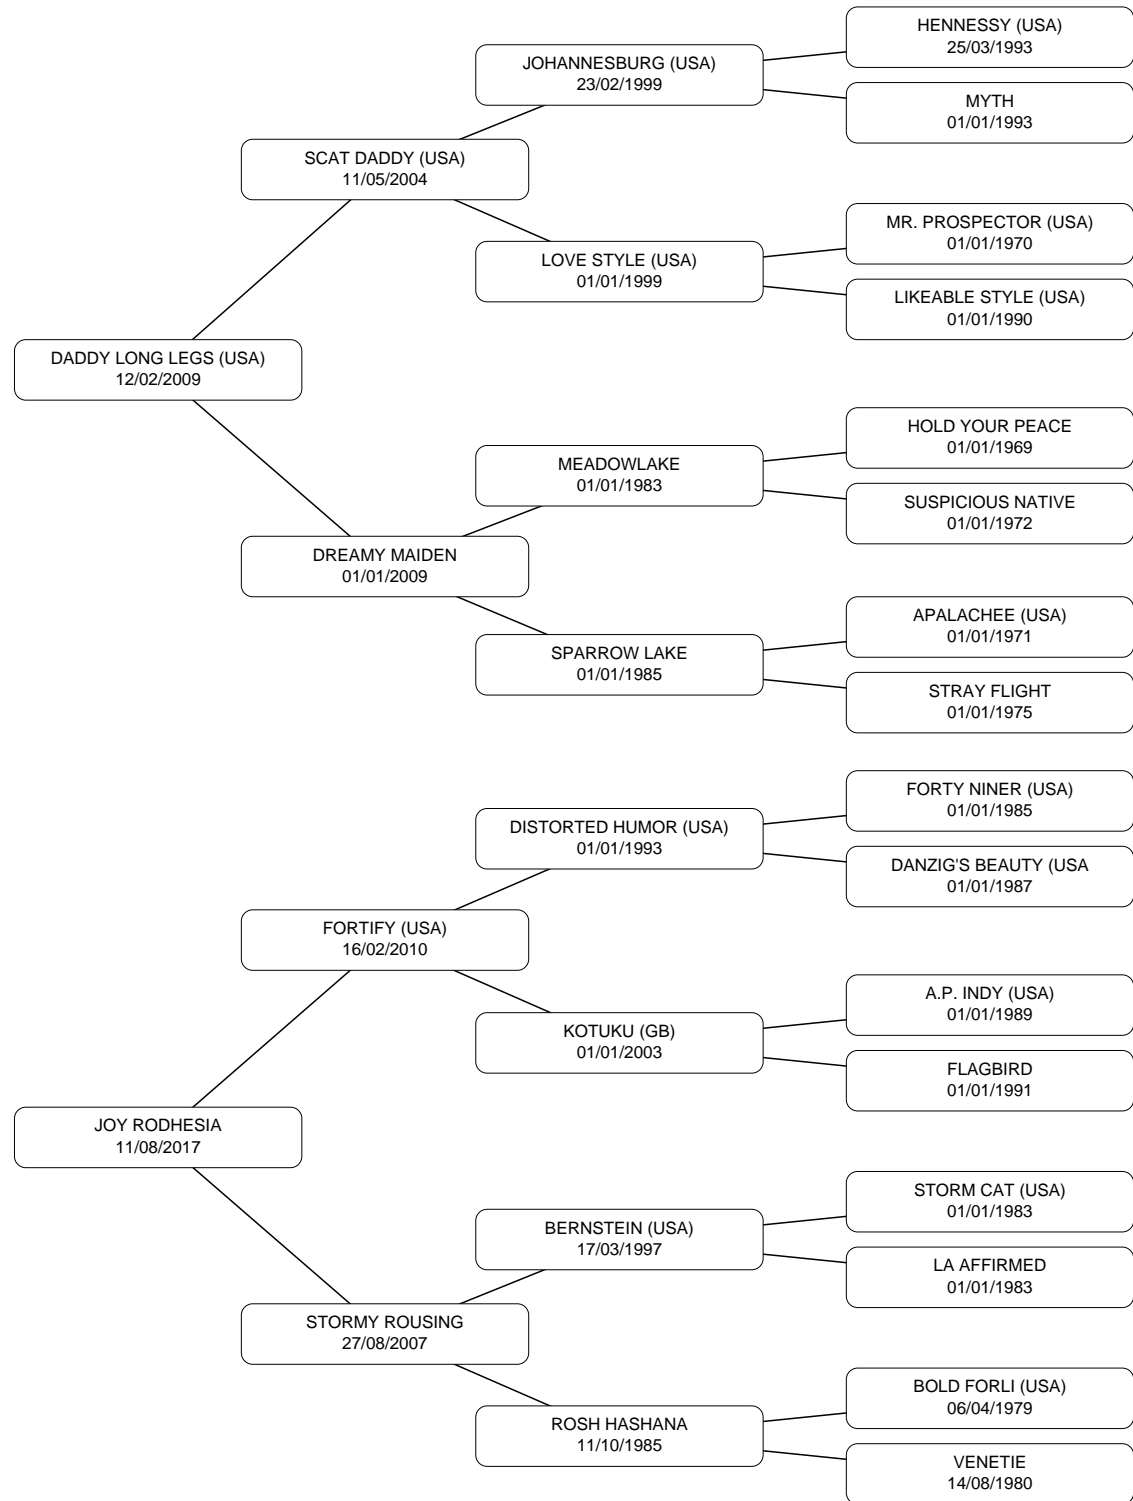 HENNESSY (USA)
25/03/1993
JOHANNESBURG (USA)
23/02/1999
MYTH
01/01/1993
SCAT DADDY (USA)
11/05/2004
MR. PROSPECTOR (USA)
01/01/1970
LOVE STYLE (USA)
01/01/1999
LIKEABLE STYLE (USA)
01/01/1990
DADDY LONG LEGS (USA)
12/02/2009
HOLD YOUR PEACE
01/01/1969
MEADOWLAKE
01/01/1983
SUSPICIOUS NATIVE
01/01/1972
DREAMY MAIDEN
01/01/2009
APALACHEE (USA)
01/01/1971
SPARROW LAKE
01/01/1985
STRAY FLIGHT
01/01/1975
FORTY NINER (USA)
01/01/1985
DISTORTED HUMOR (USA)
01/01/1993
DANZIG'S BEAUTY (USA
01/01/1987
FORTIFY (USA)
16/02/2010
A.P. INDY (USA)
01/01/1989
KOTUKU (GB)
01/01/2003
FLAGBIRD
01/01/1991
JOY RODHESIA
11/08/2017
STORM CAT (USA)
01/01/1983
BERNSTEIN (USA)
17/03/1997
LA AFFIRMED
01/01/1983
STORMY ROUSING
27/08/2007
BOLD FORLI (USA)
06/04/1979
ROSH HASHANA
11/10/1985
VENETIE
14/08/1980